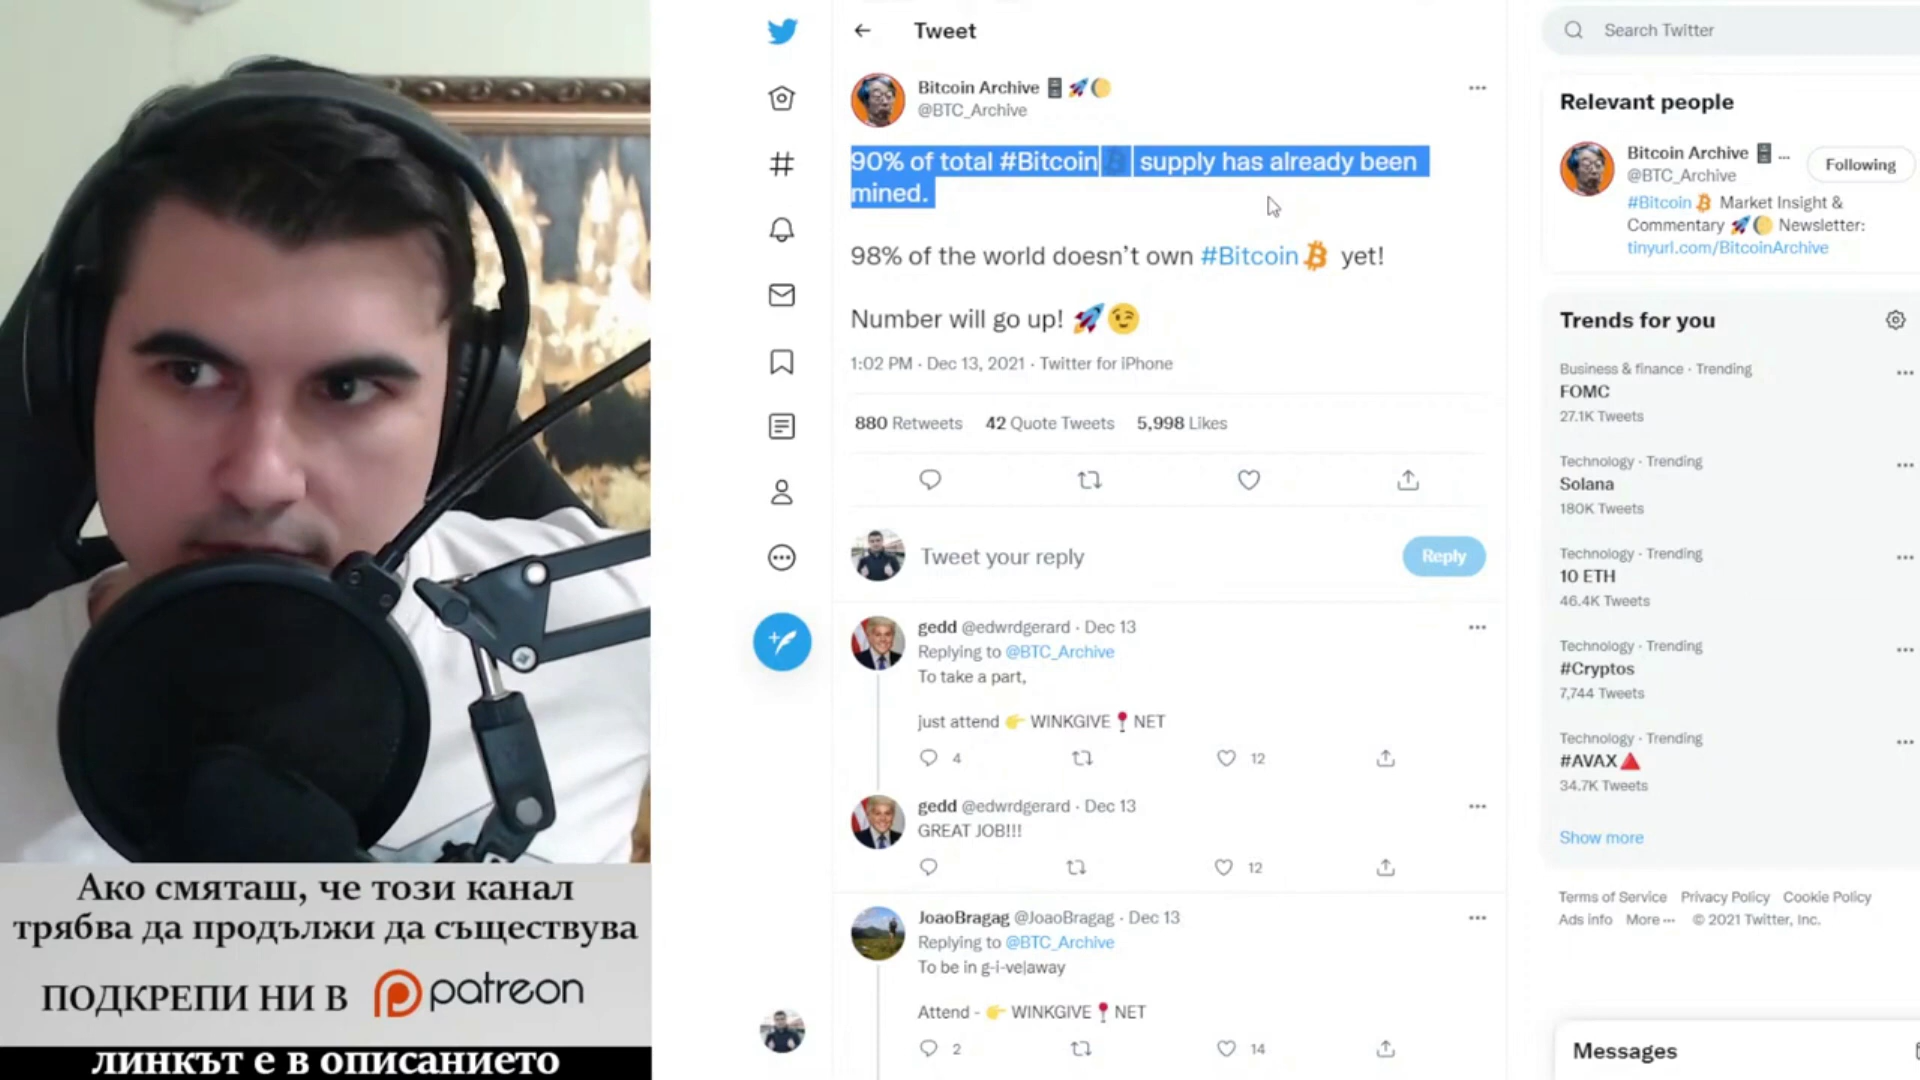 Tweet
Search Twitter
Bitcoin Archive
@BTC_Archive
90% of total #Bitcoin supply has already been
mined.
98% of the world doesn’t own #Bitcoin yet!
Number will go up!
1:02 PM · Dec 13, 2021 · Twitter for iPhone
880 Retweets 42 Quote Tweets 5,998 Likes
Tweet your reply
Reply
gedd @edwrdgerard · Dec 13
Replying to @BTC_Archive
To take a part,
just attend WINKGIVE NET
4 12
gedd @edwrdgerard · Dec 13
GREAT JOB!!!
12
JoaoBragag @JoaoBragag · Dec 13
Replying to @BTC_Archive
To be in g-i-ve|away
Attend - WINKGIVE NET
2 14
Relevant people
Bitcoin Archive ...
@BTC_Archive
Following
#Bitcoin Market Insight &
Commentary Newsletter:
tinyurl.com/BitcoinArchive
Trends for you
Business & finance · Trending
FOMC
27.1K Tweets
Technology · Trending
Solana
180K Tweets
Technology · Trending
10 ETH
46.4K Tweets
Technology · Trending
#Cryptos
7,744 Tweets
Technology · Trending
#AVAX
34.7K Tweets
Show more
Terms of Service Privacy Policy Cookie Policy
Ads info More ··· © 2021 Twitter, Inc.
Messages
Ако смяташ, че този канал
трябва да продължи да съществува
ПОДКРЕПИ НИ В patreon
линкът е в описанието